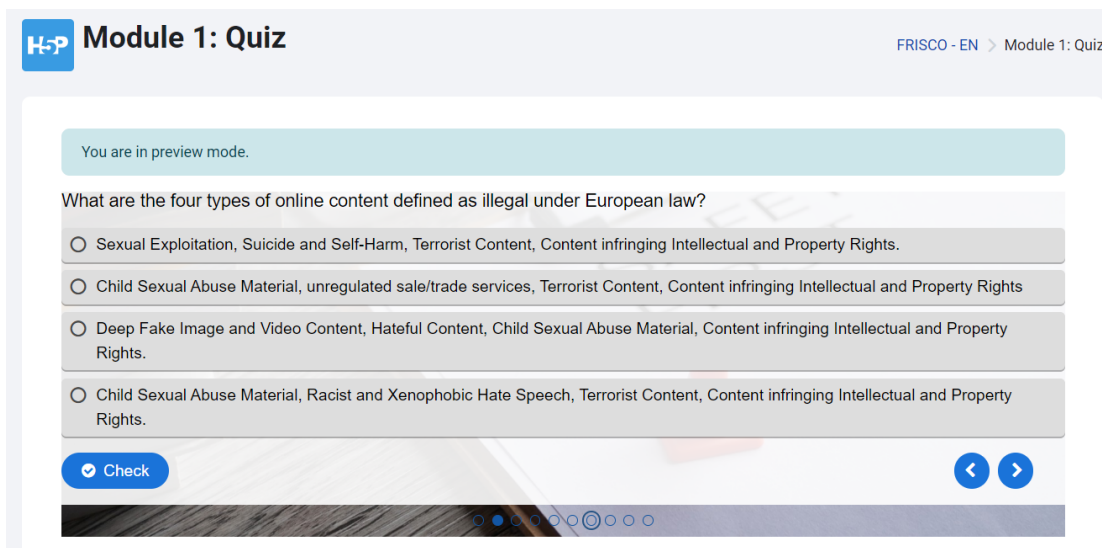 H5P Module 1: Quiz
FRISCO - EN > Module 1: Quiz
You are in preview mode.
What are the four types of online content defined as illegal under European law?
Sexual Exploitation, Suicide and Self-Harm, Terrorist Content, Content infringing Intellectual and Property Rights.
Child Sexual Abuse Material, unregulated sale/trade services, Terrorist Content, Content infringing Intellectual and Property Rights
Deep Fake Image and Video Content, Hateful Content, Child Sexual Abuse Material, Content infringing Intellectual and Property
Rights.
Child Sexual Abuse Material, Racist and Xenophobic Hate Speech, Terrorist Content, Content infringing Intellectual and Property
Rights.
Check